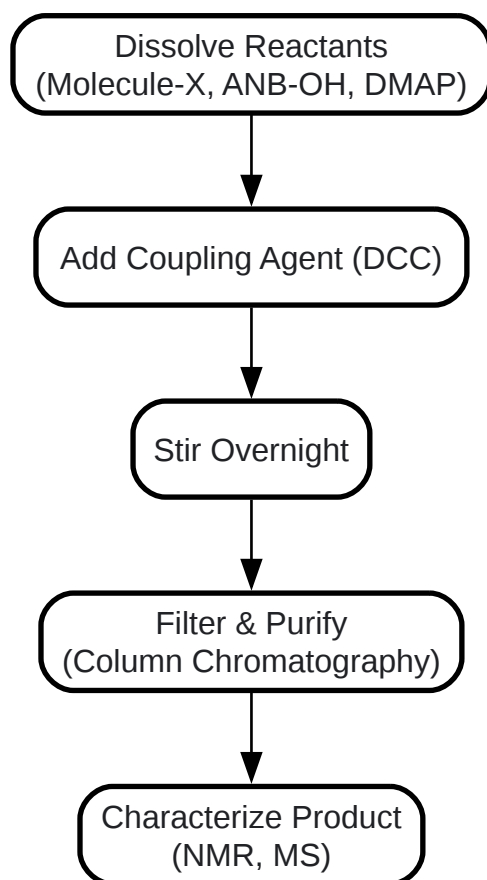 Dissolve Reactants
(Molecule-X, ANB-OH, DMAP)
Add Coupling Agent (DCC)
Stir Overnight
Filter & Purify
(Column Chromatography)
Characterize Product
(NMR, MS)